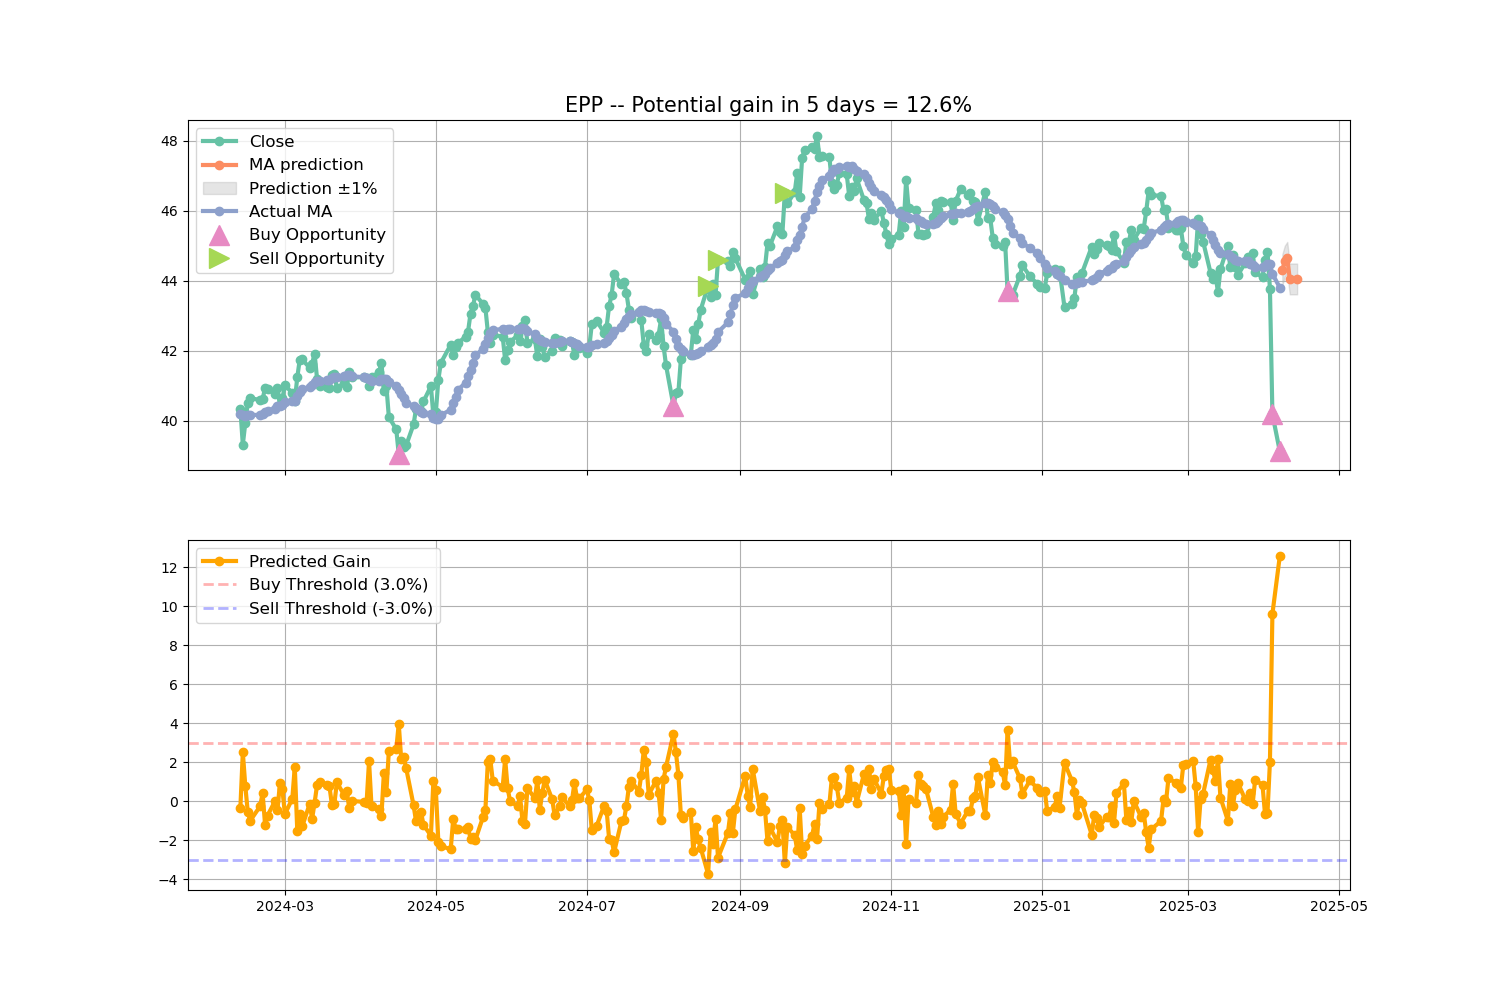 EPP -- Potential gain in 5 days = 12.6%
48
46
44
42
40
Close
MA prediction
Prediction ±1%
Actual MA
Buy Opportunity
Sell Opportunity
12
10
8
6
4
2
0
−2
−4
Predicted Gain
Buy Threshold (3.0%)
Sell Threshold (-3.0%)
2024-03
2024-05
2024-07
2024-09
2024-11
2025-01
2025-03
2025-05